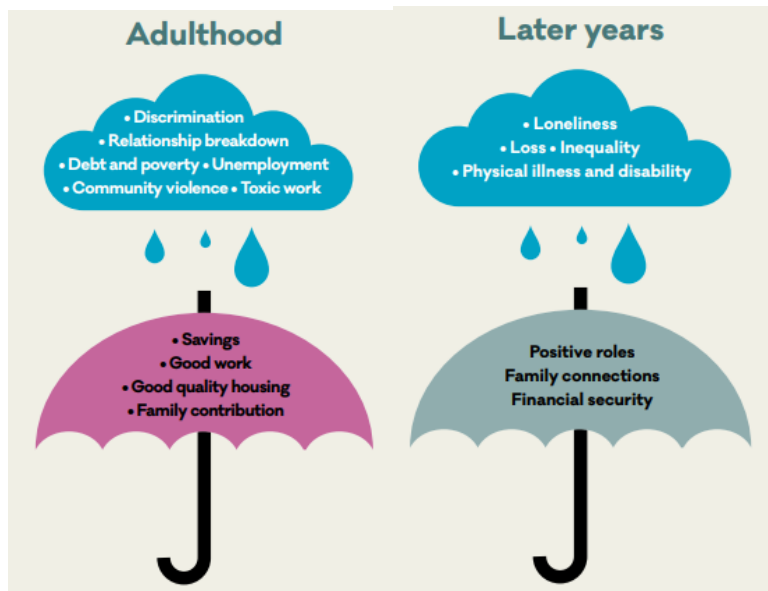 Adulthood
• Discrimination
• Relationship breakdown
• Debt and poverty • Unemployment
• Community violence • Toxic work
• Savings
• Good work
• Good quality housing
• Family contribution
Later years
• Loneliness
• Loss • Inequality
• Physical illness and disability
Positive roles
Family connections
Financial security